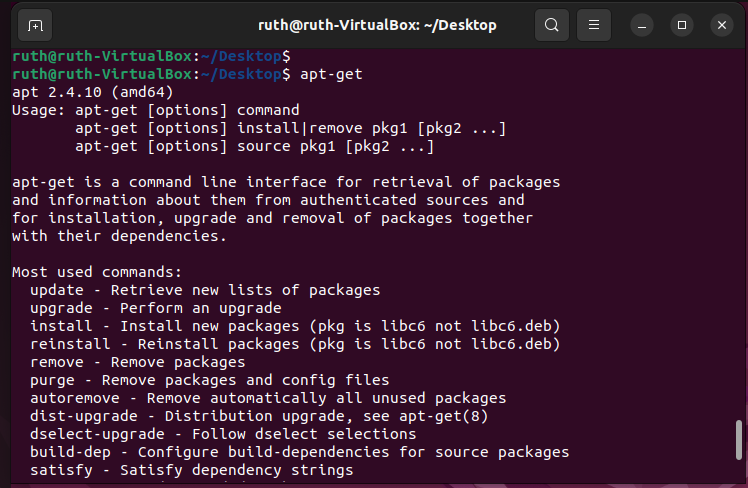 ruth@ruth-VirtualBox: ~/Desktop
ruth@ruth-VirtualBox:~/Desktop$
ruth@ruth-VirtualBox:~/Desktop$ apt-get
apt 2.4.10 (amd64)
Usage: apt-get [options] command
       apt-get [options] install|remove pkg1 [pkg2 ...]
       apt-get [options] source pkg1 [pkg2 ...]

apt-get is a command line interface for retrieval of packages
and information about them from authenticated sources and
for installation, upgrade and removal of packages together
with their dependencies.

Most used commands:
  update - Retrieve new lists of packages
  upgrade - Perform an upgrade
  install - Install new packages (pkg is libc6 not libc6.deb)
  reinstall - Reinstall packages (pkg is libc6 not libc6.deb)
  remove - Remove packages
  purge - Remove packages and config files
  autoremove - Remove automatically all unused packages
  dist-upgrade - Distribution upgrade, see apt-get(8)
  dselect-upgrade - Follow dselect selections
  build-dep - Configure build-dependencies for source packages
  satisfy - Satisfy dependency strings